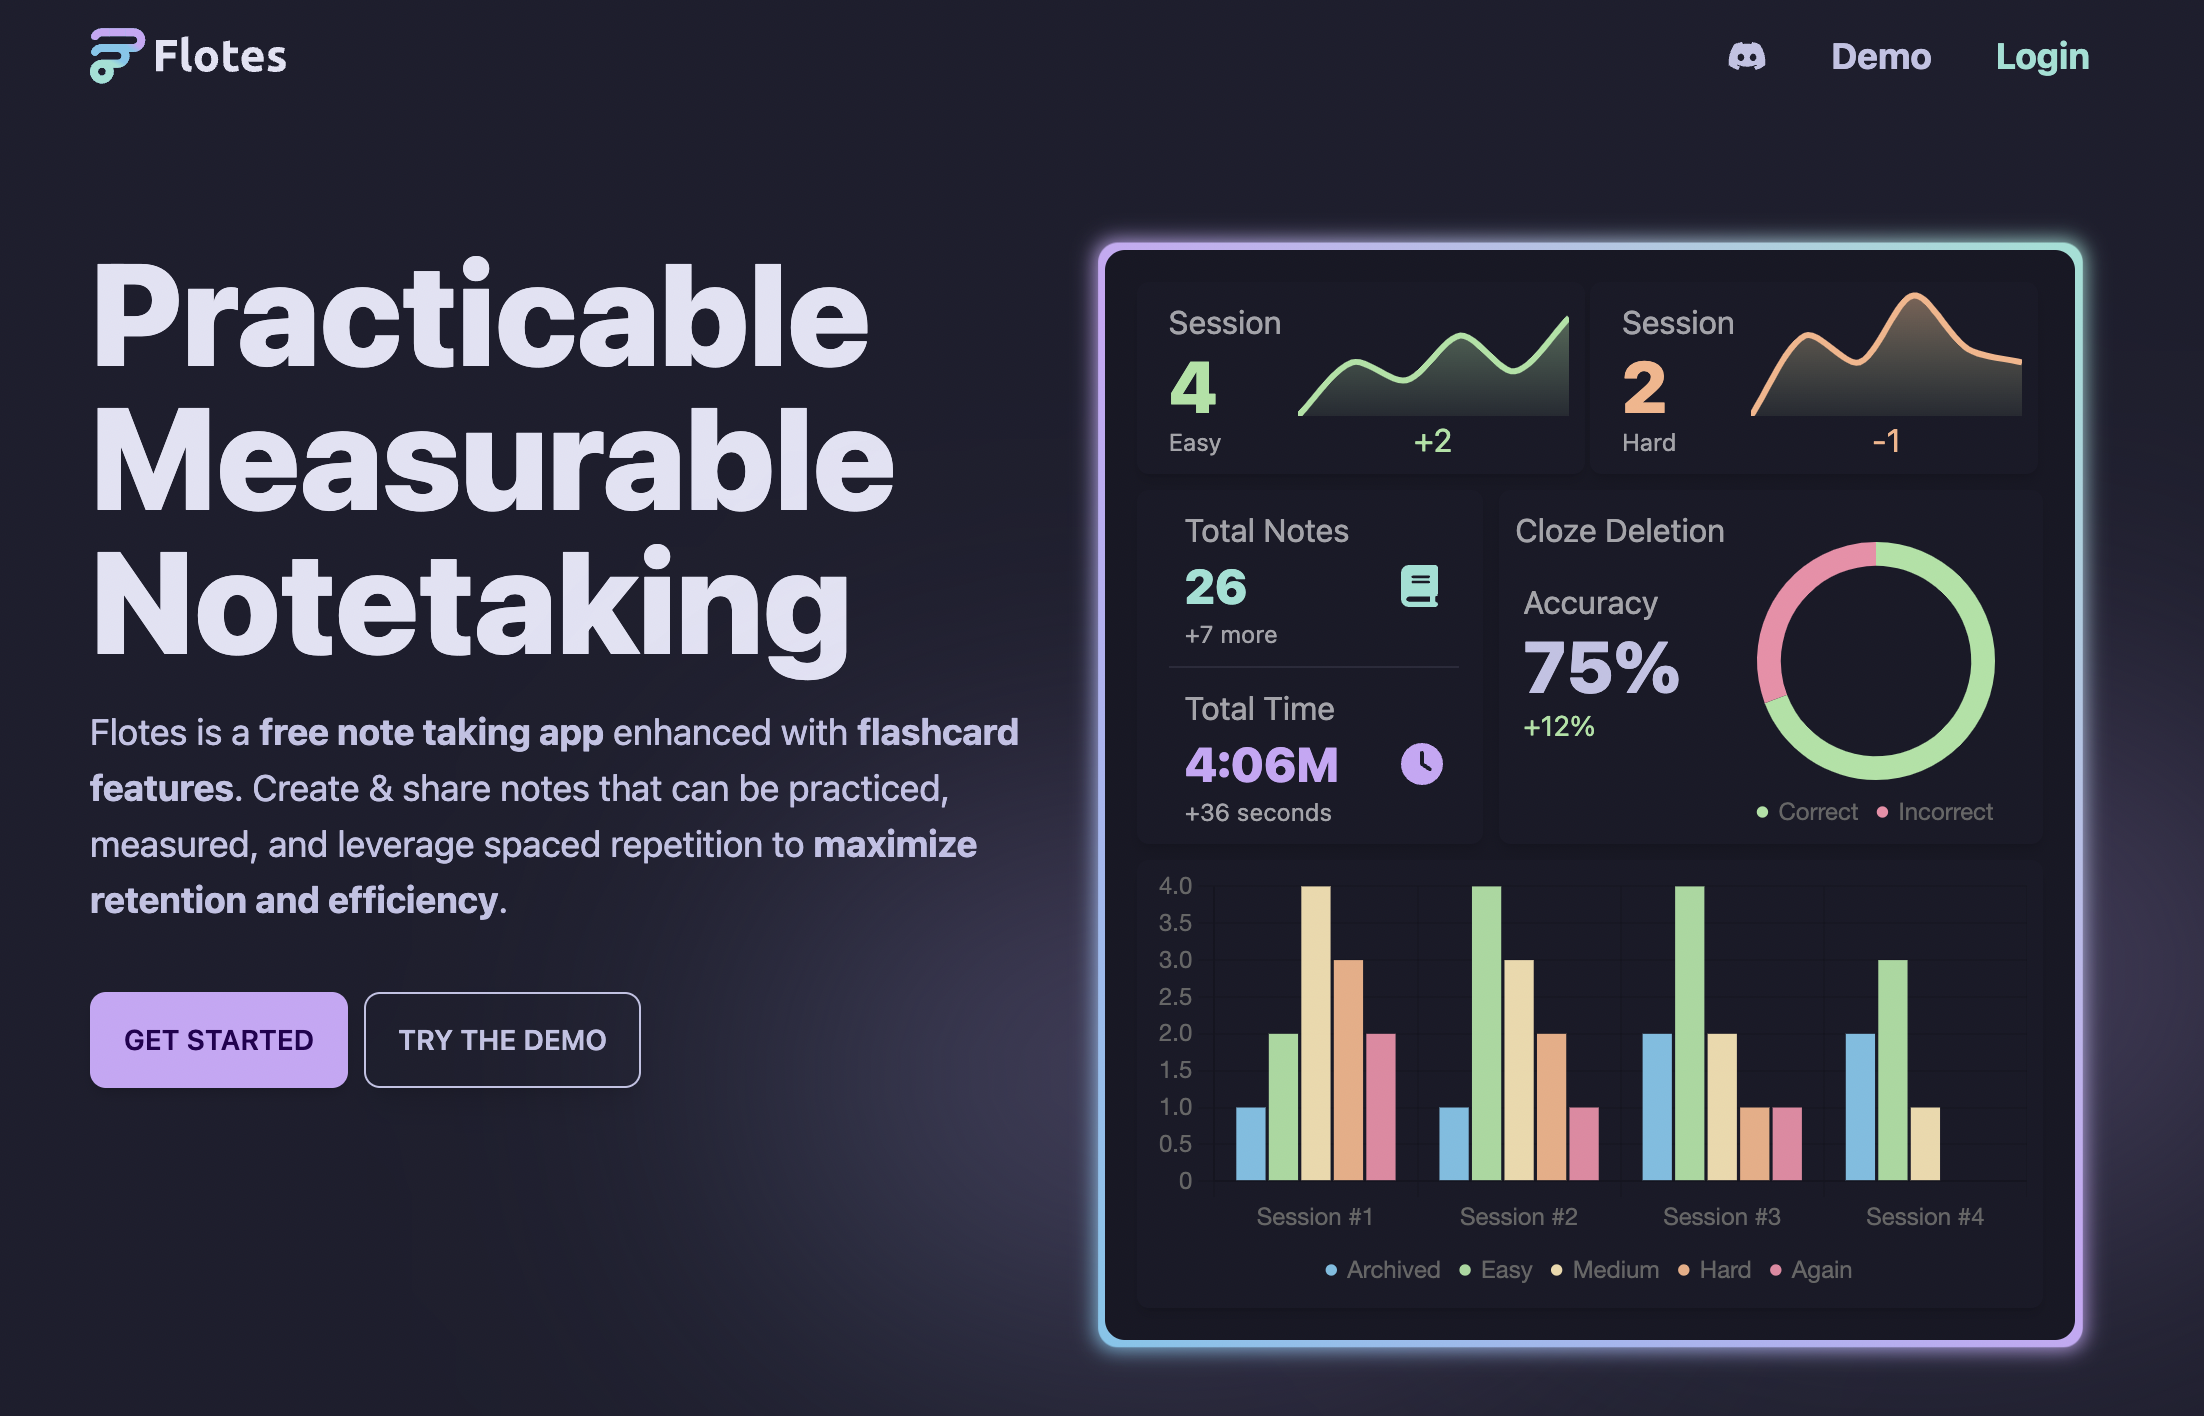 Flotes
Demo
Login
Practicable
Measurable
Notetaking
Flotes is a free note taking app enhanced with flashcard
features. Create & share notes that can be practiced,
measured, and leverage spaced repetition to maximize
retention and efficiency.
GET STARTED
TRY THE DEMO
Session
4
Easy
+2
Session
2
Hard
-1
Total Notes
26
+7 more
Total Time
4:06M
+36 seconds
Cloze Deletion
Accuracy
75%
+12%
Correct
Incorrect
4.0
3.5
3.0
2.5
2.0
1.5
1.0
0.5
0
Session #1
Session #2
Session #3
Session #4
Archived
Easy
Medium
Hard
Again